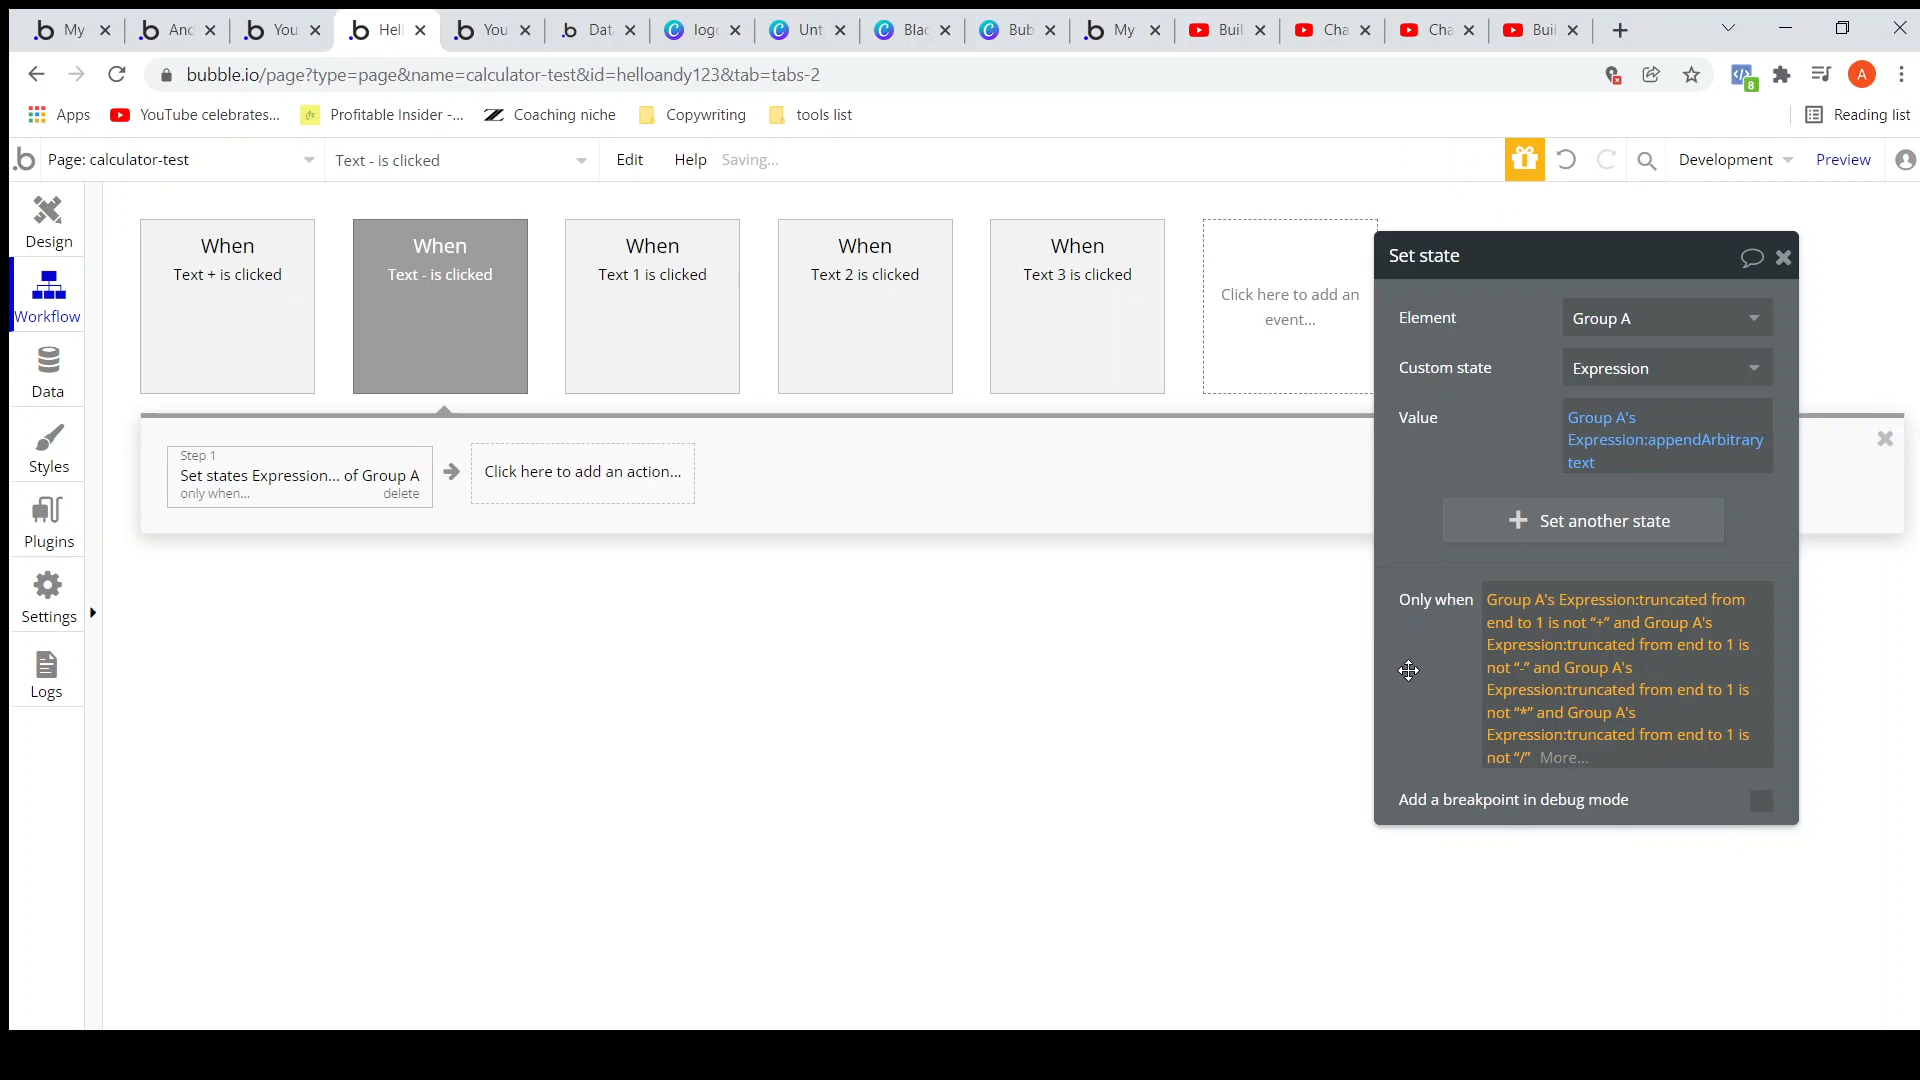 My
Anc
You
Hell
You
Dat
logo
Unt
Blac
Bub
My
Buil
Cha
Cha
Buil
bubble.io/page?type=page&name=calculator-test&id=helloandy123&tab=tabs-2
8
A
Apps
YouTube celebrates...
Profitable Insider -...
Coaching niche
Copywriting
tools list
Reading list
b
Page: calculator-test
Text - is clicked
Edit
Help
Saving...
Development
Preview
Design
Workflow
Data
Styles
Plugins
Settings
Logs
When
Text + is clicked
When
Text - is clicked
When
Text 1 is clicked
When
Text 2 is clicked
When
Text 3 is clicked
Click here to add an
event...
Step 1
Set states Expression... of Group A
only when...
delete
Click here to add an action...
Set state
Element
Group A
Custom state
Expression
Value
Group A's
Expression:appendArbitrary
text
Set another state
Only when
Group A's Expression:truncated from
end to 1 is not “+” and Group A's
Expression:truncated from end to 1 is
not “-” and Group A's
Expression:truncated from end to 1 is
not “*” and Group A's
Expression:truncated from end to 1 is
not “/” More...
Add a breakpoint in debug mode